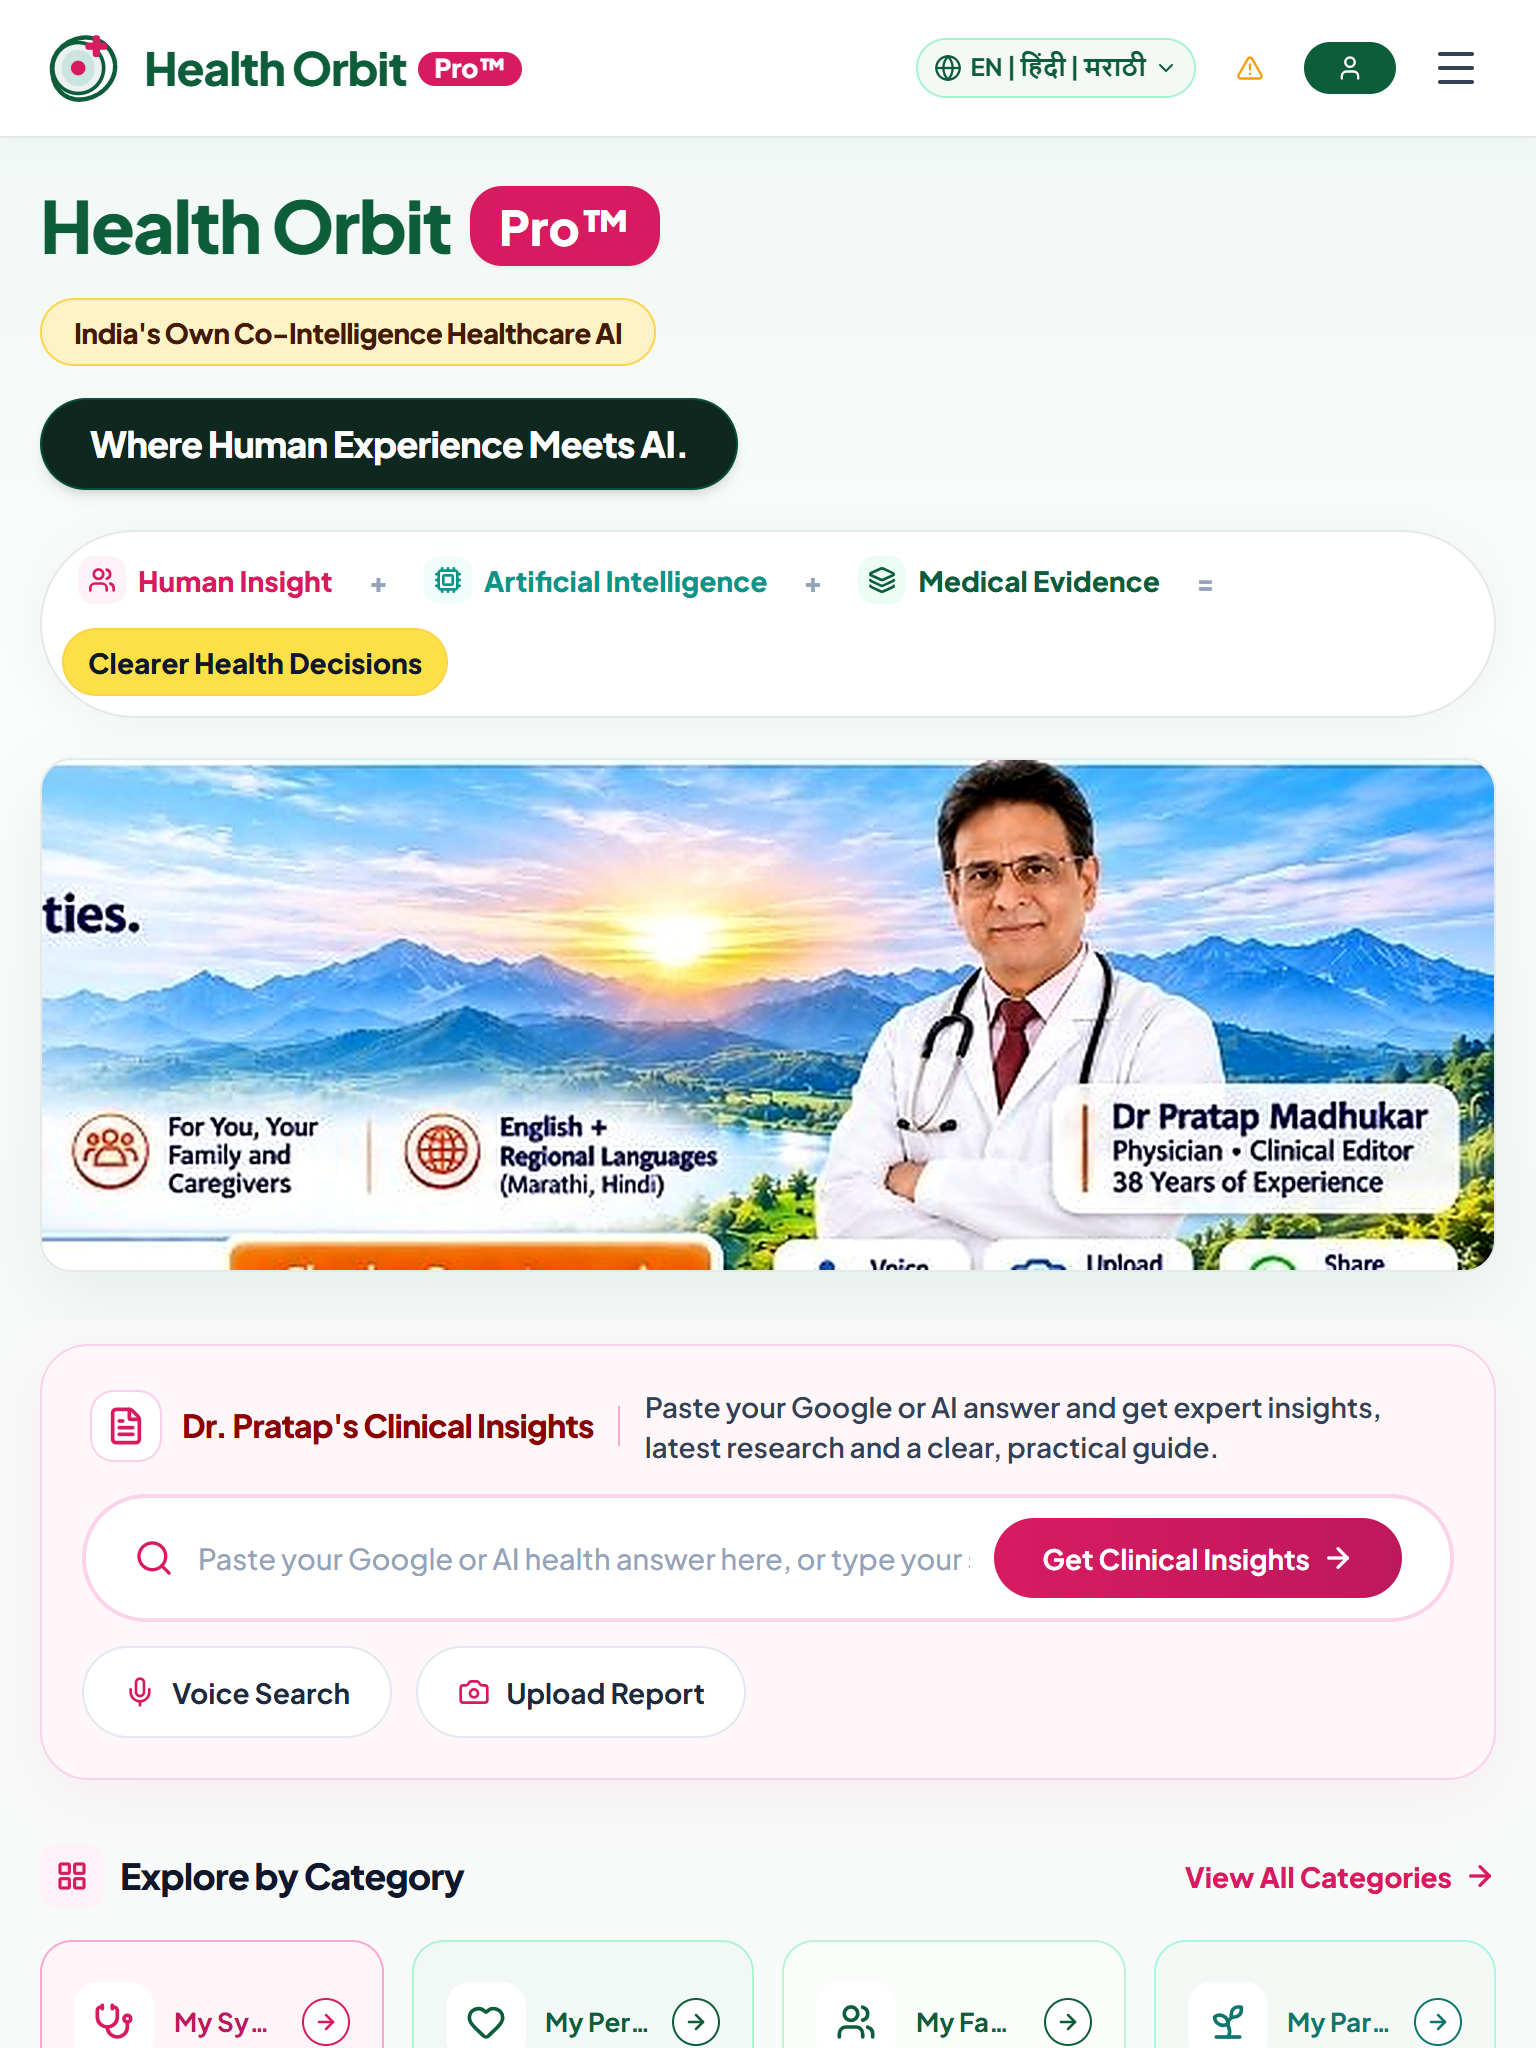 Health Orbit Pro™
EN | हिंदी | मराठी
Health Orbit Pro™
India's Own Co-Intelligence Healthcare AI
Where Human Experience Meets AI.
Human Insight + Artificial Intelligence + Medical Evidence =
Clearer Health Decisions
ties.
For You, Your
Family and
Caregivers
English +
Regional Languages
(Marathi, Hindi)
Dr Pratap Madhukar
Physician • Clinical Editor
38 Years of Experience
Voice
Upload
Share
Dr. Pratap's Clinical Insights
Paste your Google or AI answer and get expert insights,
latest research and a clear, practical guide.
Paste your Google or AI health answer here, or type your
Get Clinical Insights
Voice Search
Upload Report
Explore by Category
View All Categories
My Sy...
My Per...
My Fa...
My Par...